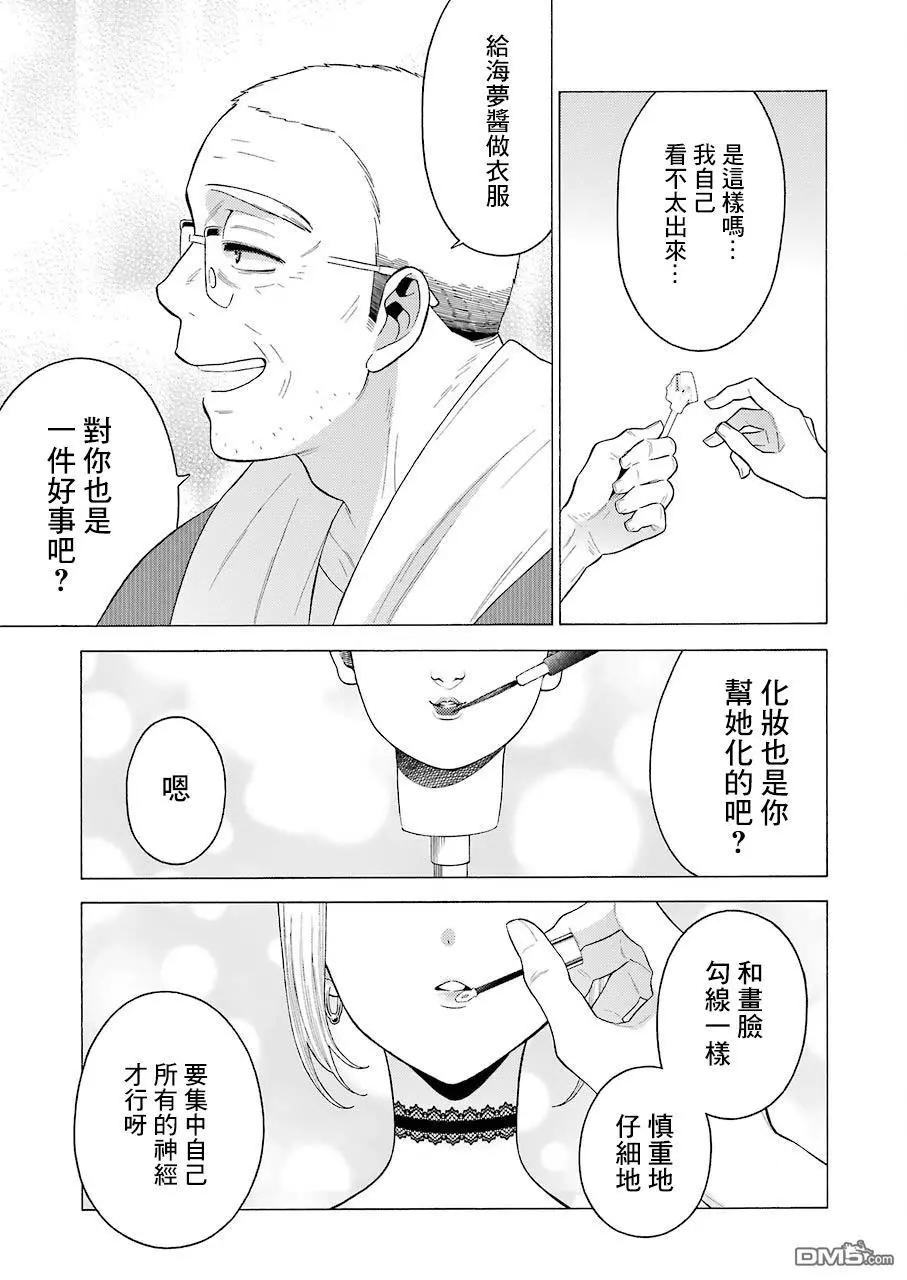 是這樣嗎…
我自己
看不太出來…
給海夢醬做衣服
對你也是
一件好事吧？
化妝也是你
幫她化的吧？
嗯
和畫臉
勾線一樣
慎重地
仔細地
要集中自己
所有的神經
才行呀
DM5.com